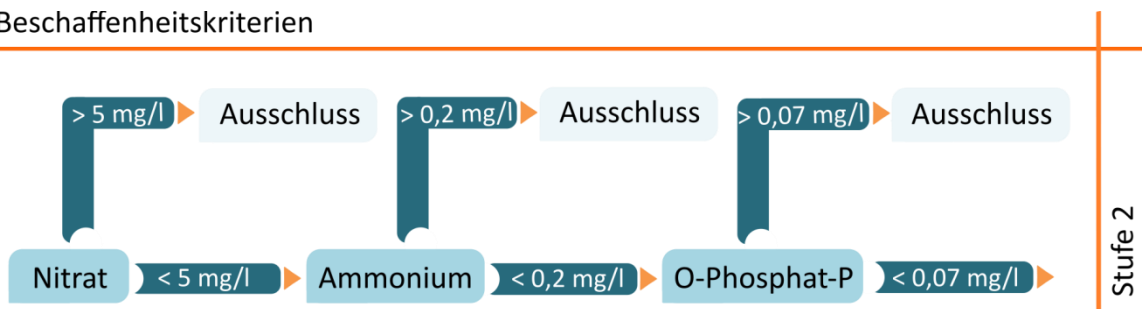 Beschaffenheitskriterien
> 5 mg/l Ausschluss > 0,2 mg/l Ausschluss > 0,07 mg/l Ausschluss
Nitrat < 5 mg/l Ammonium < 0,2 mg/l O-Phosphat-P < 0,07 mg/l
Stufe 2